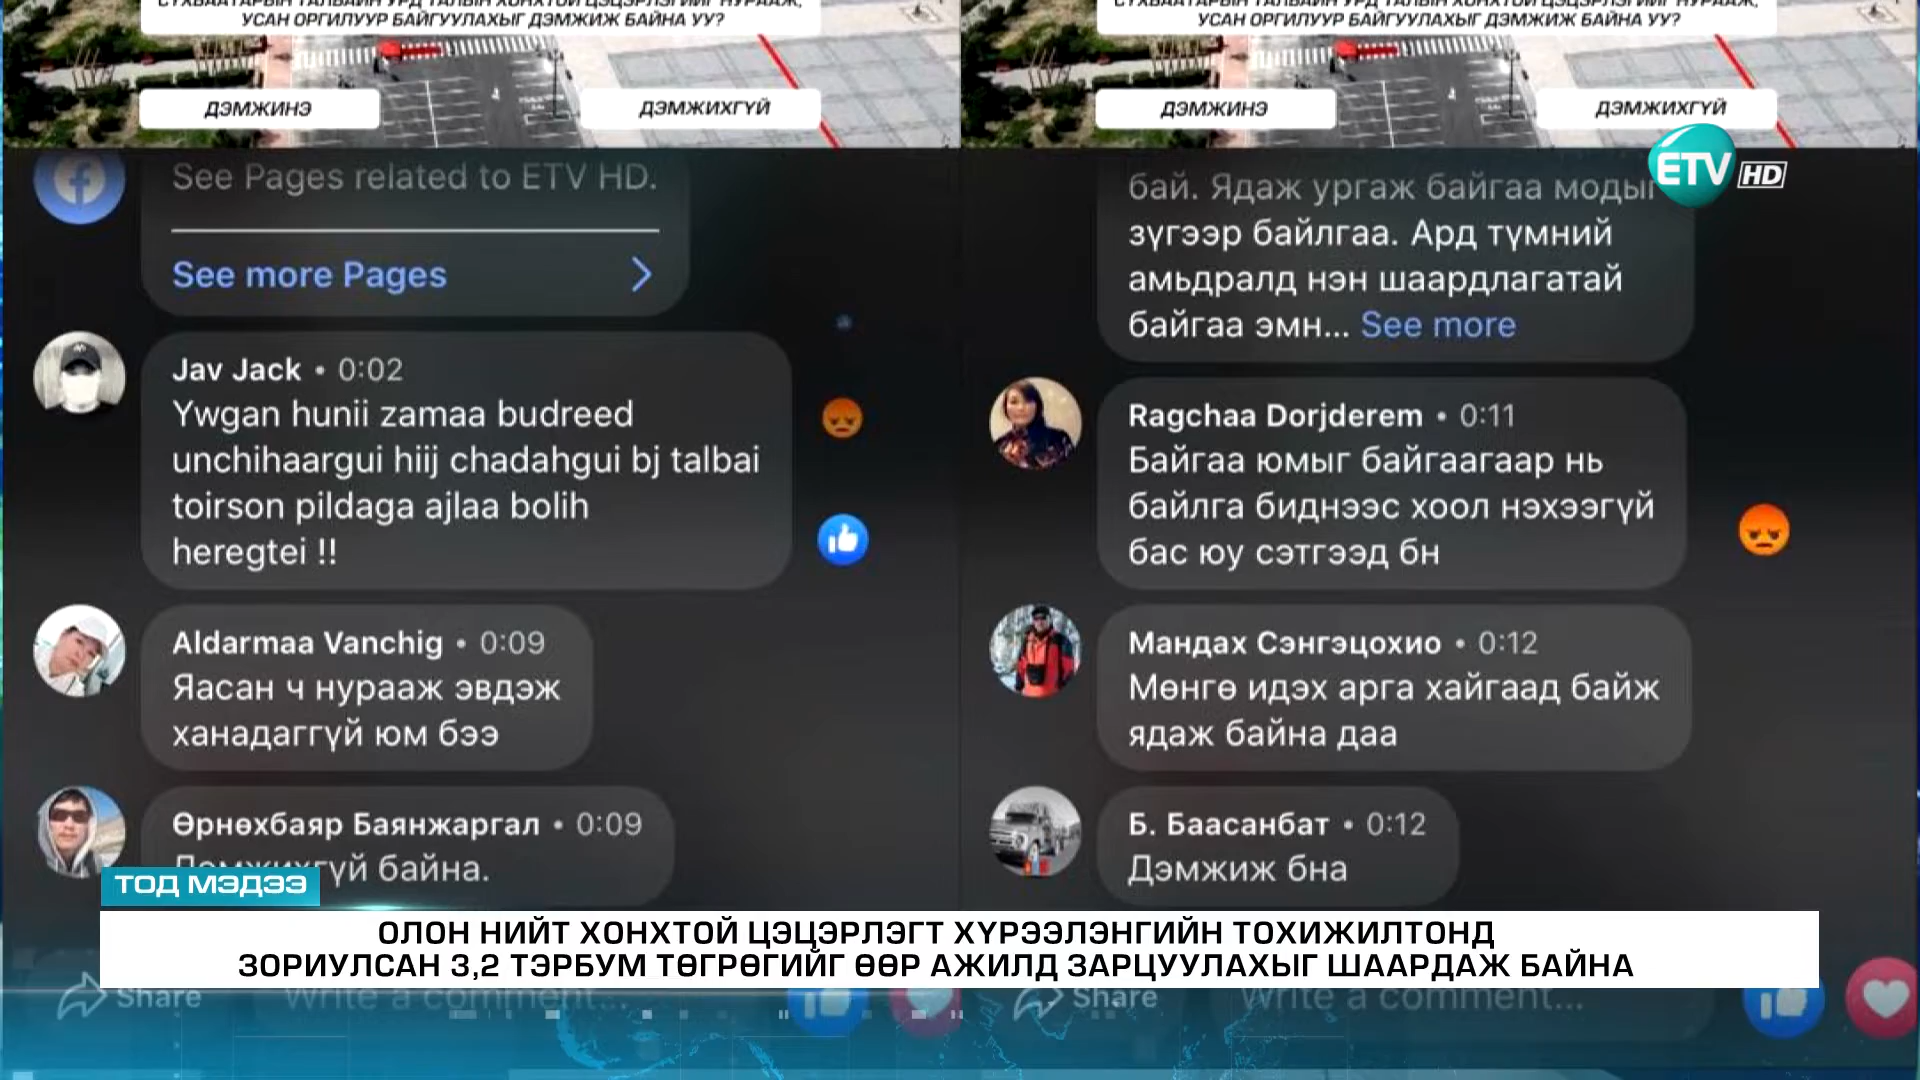 СҮХБААТАРЫН ТАЛБАЙН УРД ТАЛЫН ХОНХТОЙ ЦЭЦЭРЛЭГИЙГ НУРААЖ,
УСАН ОРГИЛУУР БАЙГУУЛАХЫГ ДЭМЖИЖ БАЙНА УУ?
ДЭМЖИНЭ
ДЭМЖИХГҮЙ
See Pages related to ETV HD.
See more Pages
Jav Jack • 0:02
Ywgan hunii zamaa budreed
unchihaargui hiij chadahgui bj talbai
toirson pildaga ajlaa bolih
heregtei !!
Aldarmaa Vanchig • 0:09
Яасан ч нурааж эвдэж
ханадаггүй юм бээ
Өрнөхбаяр Баянжаргал • 0:09
Дэмжихгүй байна.
Share
Write a comment...
СҮХБААТАРЫН ТАЛБАЙН УРД ТАЛЫН ХОНХТОЙ ЦЭЦЭРЛЭГИЙГ НУРААЖ,
УСАН ОРГИЛУУР БАЙГУУЛАХЫГ ДЭМЖИЖ БАЙНА УУ?
ДЭМЖИНЭ
ДЭМЖИХГҮЙ
ETV HD
бай. Ядаж ургаж байгаа модыг
зүгээр байлгаа. Ард түмний
амьдралд нэн шаардлагатай
байгаа эмн... See more
Ragchaa Dorjderem • 0:11
Байгаа юмыг байгаагаар нь
байлга биднээс хоол нэхээгүй
бас юу сэтгээд бн
Мандах Сэнгэцохио • 0:12
Мөнгө идэх арга хайгаад байж
ядаж байна даа
Б. Баасанбат • 0:12
Дэмжиж бна
Share
Write a comment...
ТОД МЭДЭЭ
ОЛОН НИЙТ ХОНХТОЙ ЦЭЦЭРЛЭГТ ХҮРЭЭЛЭНГИЙН ТОХИЖИЛТОНД
ЗОРИУЛСАН 3,2 ТЭРБУМ ТӨГРӨГИЙГ ӨӨР АЖИЛД ЗАРЦУУЛАХЫГ ШААРДАЖ БАЙНА